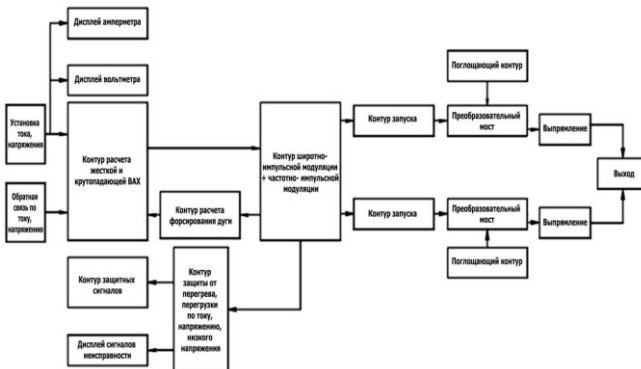 Дисплей амперметра
Дисплей вольтметра
Установка
тока,
напряжения
Обратная
связь по
току,
напряжению
Контур расчета
жесткой и
крутопадающей ВАХ
Контур расчета
форсирования дуги
Контур широтно-
импульсной модуляции
+ частотно- импульсной
модуляции
Контур запуска
Поглощающий контур
Преобразовательный
мост
Выпрямление
Выход
Контур запуска
Преобразовательный
мост
Выпрямление
Поглощающий контур
Контур защитных
сигналов
Контур
защиты от
перегрева,
перегрузки
по току,
напряжению,
низкого
напряжения
Дисплей сигналов
неисправности